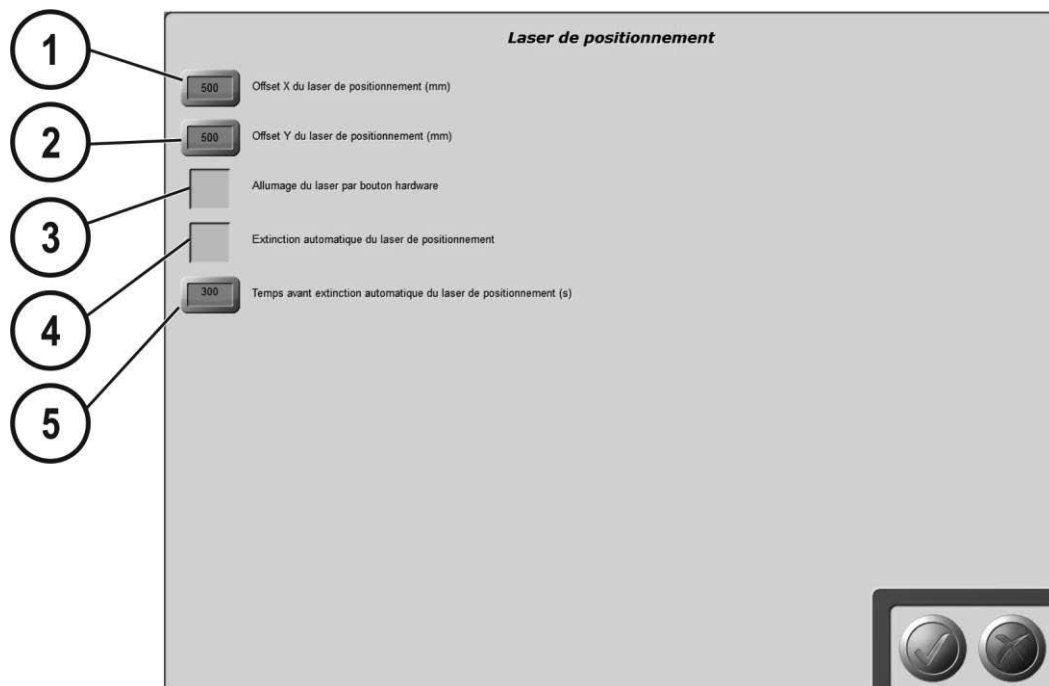 Laser de positionnement
1
500 Offset X du laser de positionnement (mm)
2
500 Offset Y du laser de positionnement (mm)
3
Allumage du laser par bouton hardware
4
Extinction automatique du laser de positionnement
5
300 Temps avant extinction automatique du laser de positionnement (s)